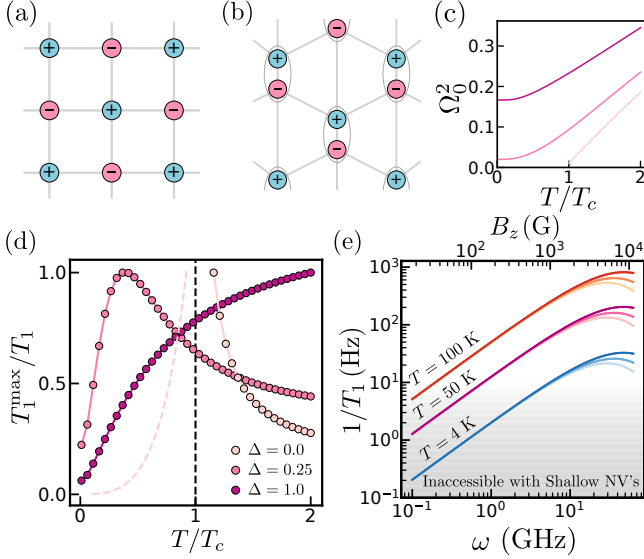 (a)
+ − +
− + −
+ − +
(b)
−
+ +
− −
+
−
+ +
− −
(c)
Ω₀²
0.3
0.2
0.1
0.0
0 1 2
T/T_c
(d)
T₁^max/T₁
1.0
0.5
0.0
0 1 2
T/T_c
Δ = 0.0
Δ = 0.25
Δ = 1.0
(e)
B_z (G)
10² 10³ 10⁴
1/T₁ (Hz)
10³
10²
10¹
10⁰
10⁻¹
T = 100 K
T = 50 K
T = 4 K
Inaccessible with Shallow NV's
10⁻¹ 10⁰ 10¹
ω (GHz)